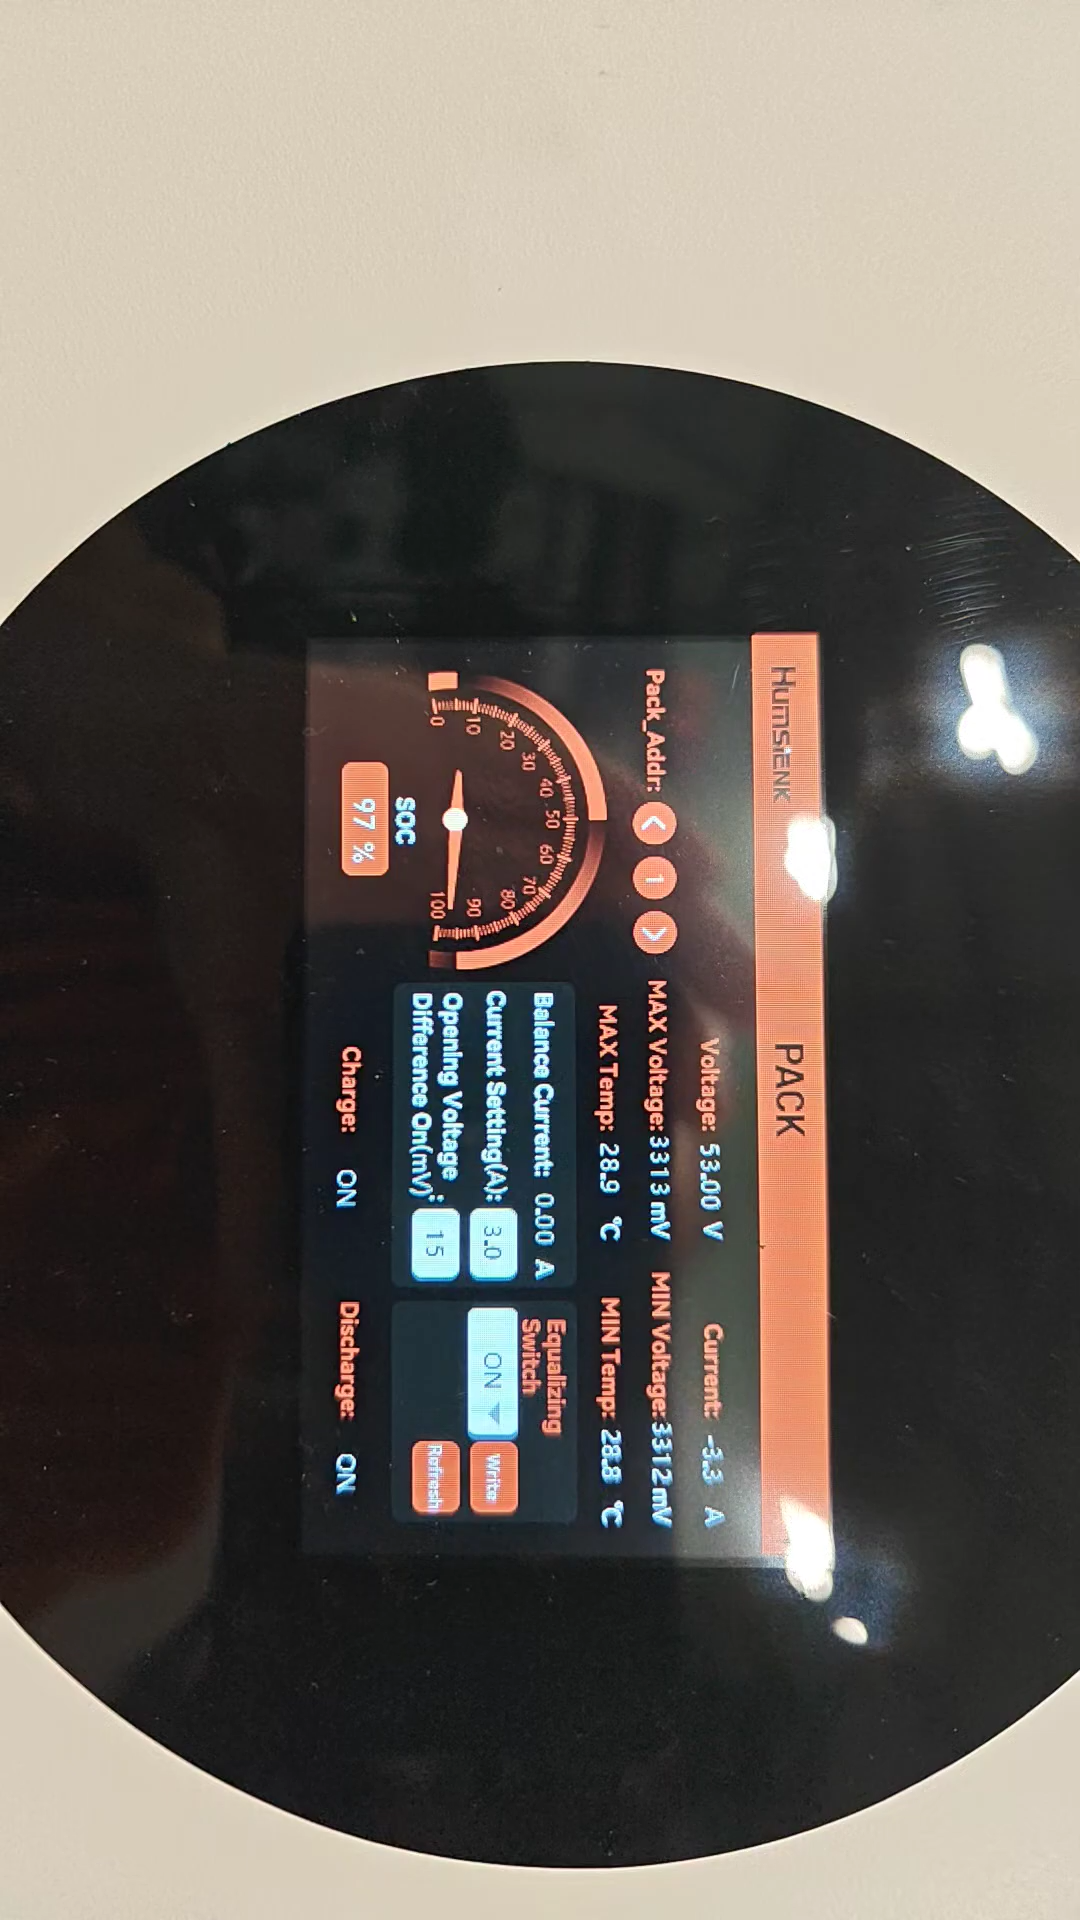 HumsiENK PACK
Voltage: 53.00 V Current: -3.3 A
Pack_Addr: < 1 > MAX Voltage: 3313 mV MIN Voltage: 3312 mV
MAX Temp: 28.9 ℃ MIN Temp: 28.8 ℃
0 10 20 30 40 50 60 70 80 90 100
SOC
97 %
Balance Current: 0.00 A
Current Setting(A): 3.0
Opening Voltage
Difference On(mV): 15
Equalizing
Switch
ON Write
Refresh
Charge: ON Discharge: ON